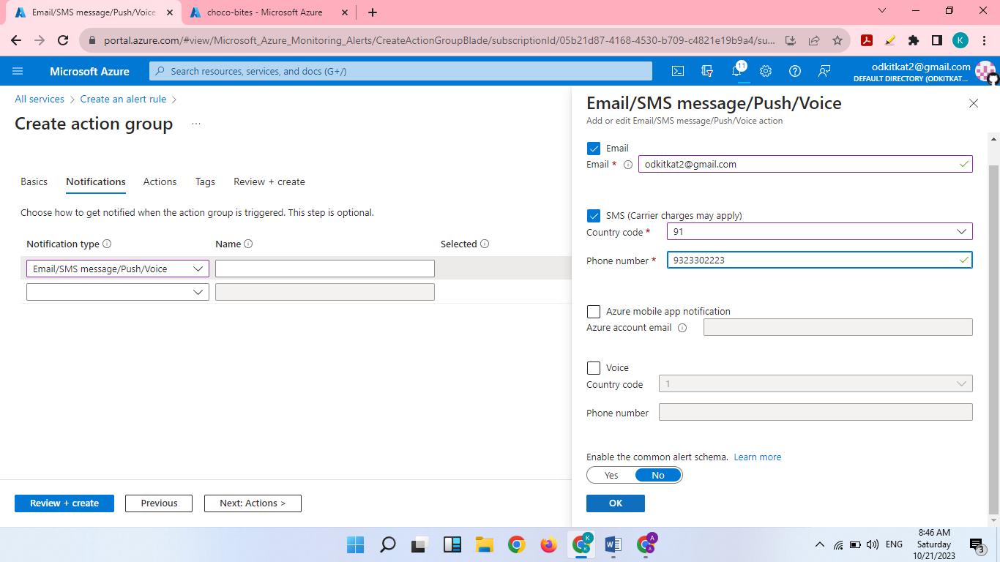 Email/SMS message/Push/Voice
choco-bites - Microsoft Azure
portal.azure.com/#view/Microsoft_Azure_Monitoring_Alerts/CreateActionGroupBlade/subscriptionId/05b21d87-4168-4530-b709-c4821e19b9a4/su...
K
Microsoft Azure
Search resources, services, and docs (G+/)
11
odkitkat2@gmail.com
DEFAULT DIRECTORY (ODKITKAT...
All services > Create an alert rule >
Create action group ...
Basics Notifications Actions Tags Review + create
Choose how to get notified when the action group is triggered. This step is optional.
Notification type Name Selected
Email/SMS message/Push/Voice
Review + create Previous Next: Actions >
Email/SMS message/Push/Voice
Add or edit Email/SMS message/Push/Voice action
Email
Email * odkitkat2@gmail.com
SMS (Carrier charges may apply)
Country code * 91
Phone number * 9323302223
Azure mobile app notification
Azure account email
Voice
Country code 1
Phone number
Enable the common alert schema. Learn more
Yes No
OK
K
A A
ENG
8:46 AM
Saturday
10/21/2023
3